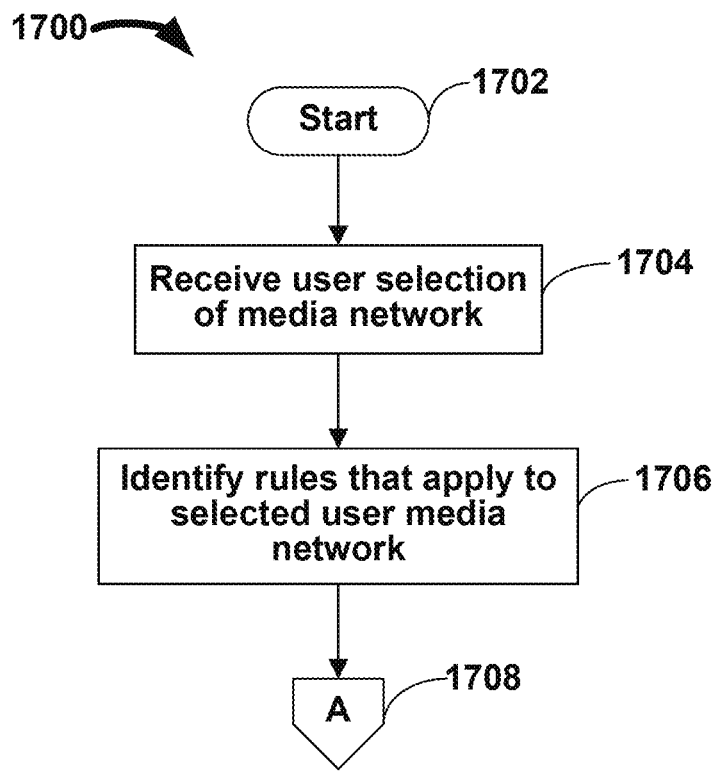 1700
1702
Start
1704
Receive user selection
of media network
1706
Identify rules that apply to
selected user media
network
1708
A